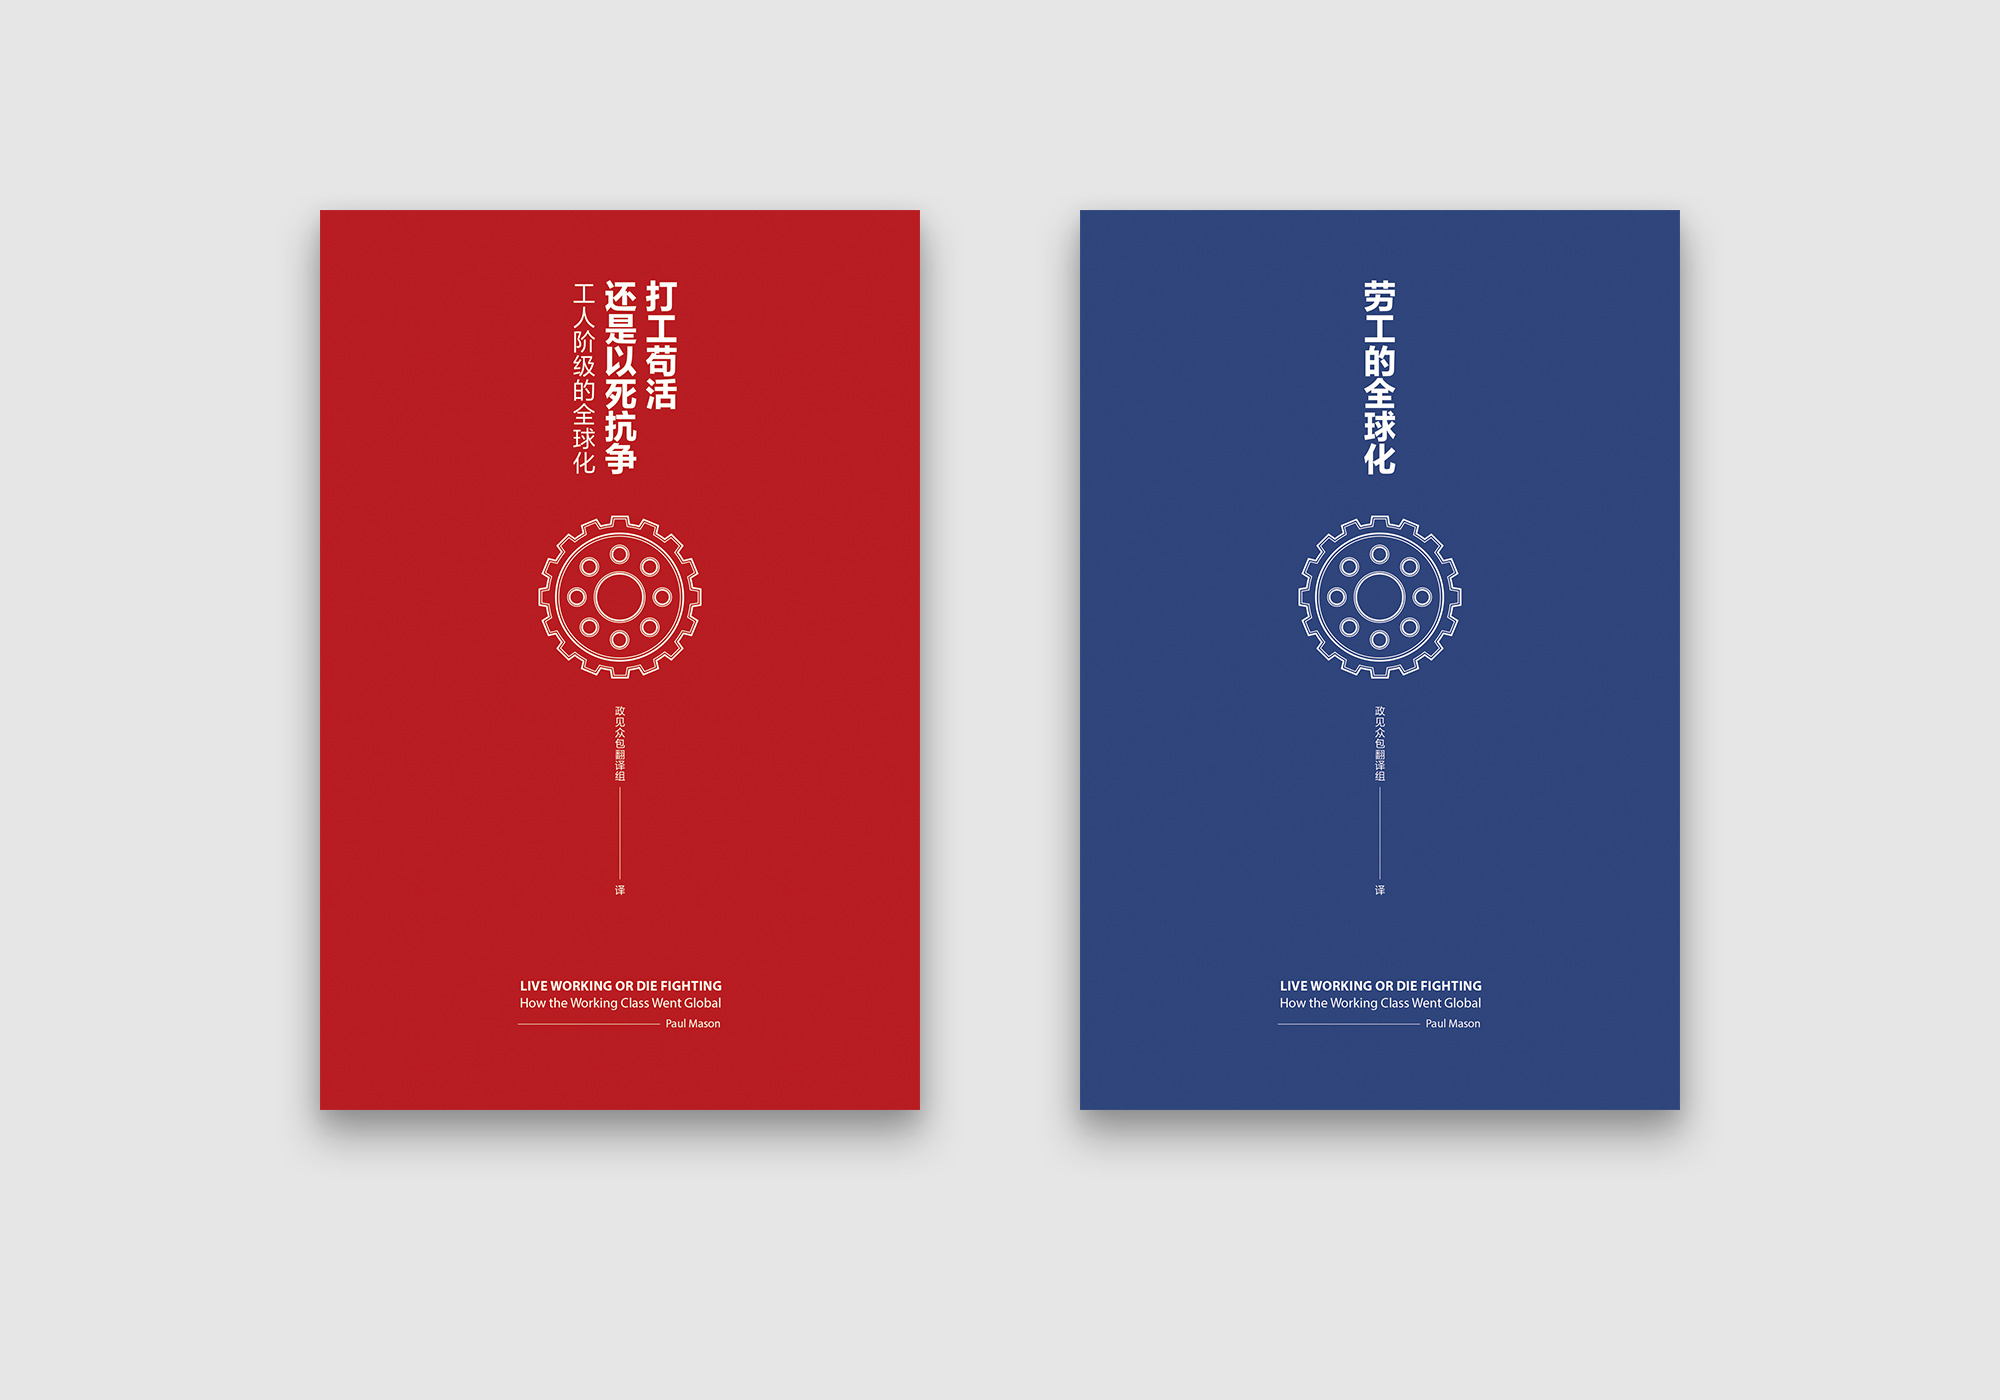 打工苟活
还是以死抗争
工人阶级的全球化
政见众包翻译组
译
LIVE WORKING OR DIE FIGHTING
How the Working Class Went Global
Paul Mason
劳工的全球化
政见众包翻译组
译
LIVE WORKING OR DIE FIGHTING
How the Working Class Went Global
Paul Mason